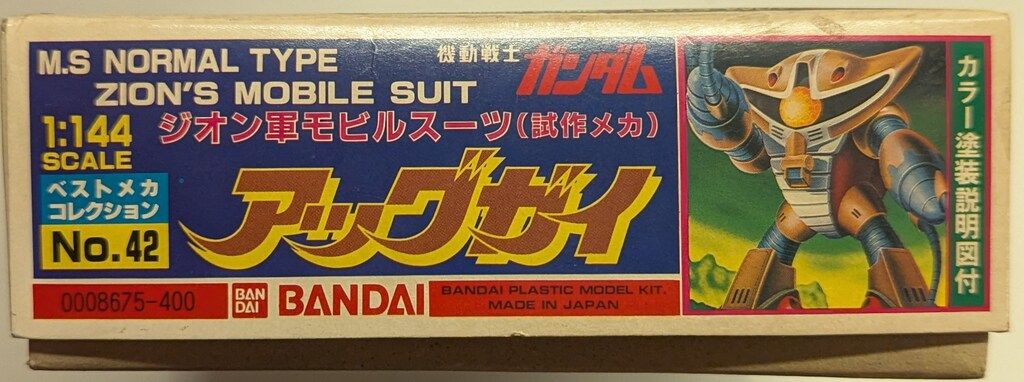 M.S NORMAL TYPE
ZION'S MOBILE SUIT
機動戦士 ガンダム
1:144
SCALE
ジオン軍モビルスーツ(試作メカ)
ベストメカ
コレクション
No.42
アッグガイ
0008675-400
BAN
DAI
BANDAI
BANDAI PLASTIC MODEL KIT.
MADE IN JAPAN
カラー塗装説明図付